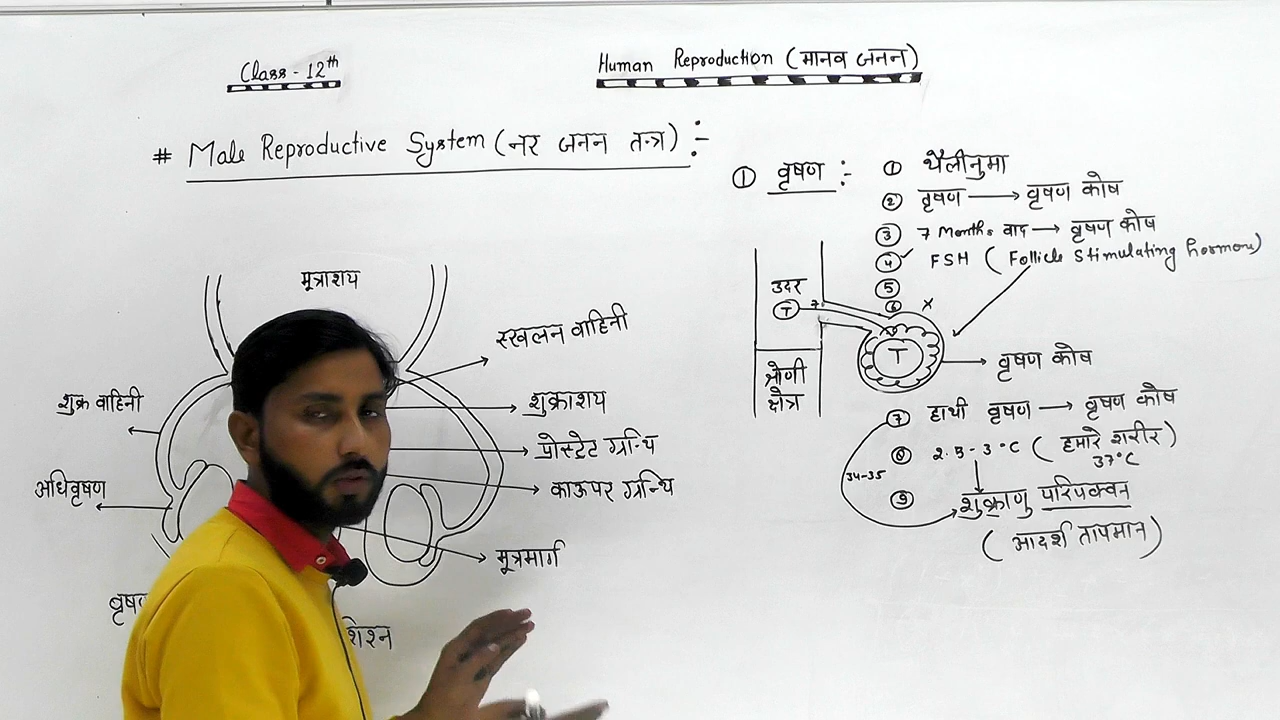 Class - 12th
Human Reproduction (मानव जनन)
# Male Reproductive System (नर जनन तन्त्र) :-
मूत्राशय
स्खलन वाहिनी
शुक्र वाहिनी
शुक्राशय
प्रोस्टेट ग्रन्थि
काऊपर ग्रन्थि
अधिवृषण
मूत्रमार्ग
शिश्न
① वृषण :-
① थैलीनुमा
② वृषण → वृषण कोष
③ 7 Months बाद → वृषण कोष
④ FSH ( Follicle Stimulating hormone)
⑤
⑥ x
उदर
T
T → वृषण कोष
श्रोणी
क्षेत्र
⑦ हाथी वृषण → वृषण कोष
⑧ 2.5-3°C ( हमारे शरीर )
37°C
34-35
⑨ शुक्राणु परिपक्वन
( आदर्श तापमान )